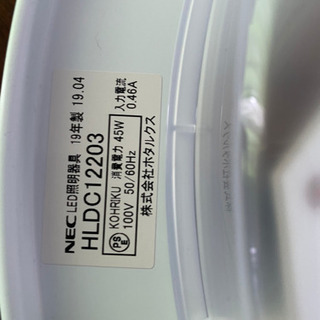 NEC LED照明器具 19年製 19.04
HLDC12203
KOHRIKU 消費電力 45W
入力電流
0.46A
PS
E
100V 50/60Hz
株式会社ホタルクス